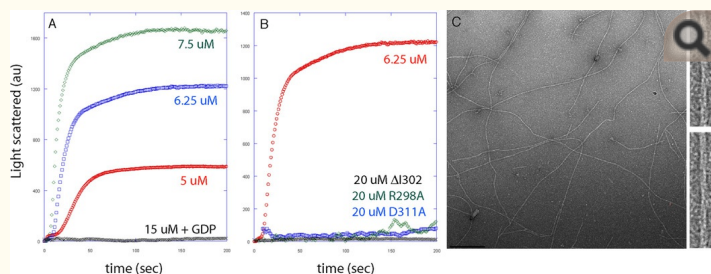 A
B
C
1600
1200
800
400
0
0
50
100
150
200
Light scattered (au)
time (sec)
7.5 uM
6.25 uM
5 uM
15 uM + GDP
1400
1200
1000
800
600
400
200
0
0
50
100
150
200
time (sec)
6.25 uM
20 uM ΔI302
20 uM R298A
20 uM D311A